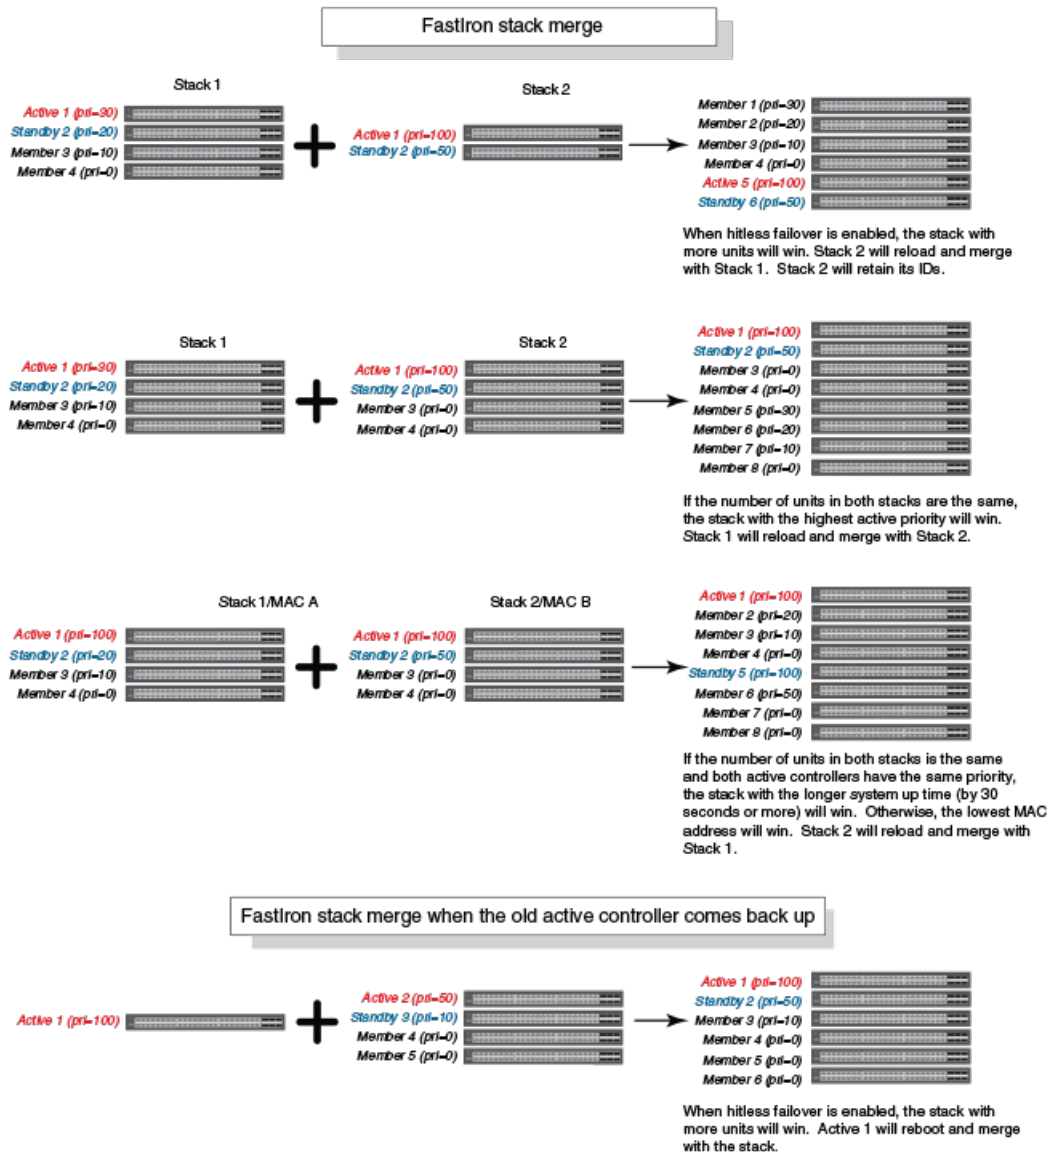 FastIron stack merge
Stack 1
Active 1 (pri=30)
Standby 2 (pri=20)
Member 3 (pri=10)
Member 4 (pri=0)
Stack 2
Active 1 (pri=100)
Standby 2 (pri=50)
Member 1 (pri=30)
Member 2 (pri=20)
Member 3 (pri=10)
Member 4 (pri=0)
Active 5 (pri=100)
Standby 6 (pri=50)
When hitless failover is enabled, the stack with
more units will win. Stack 2 will reload and merge
with Stack 1. Stack 2 will retain its IDs.
Stack 1
Active 1 (pri=30)
Standby 2 (pri=20)
Member 3 (pri=10)
Member 4 (pri=0)
Stack 2
Active 1 (pri=100)
Standby 2 (pri=50)
Member 3 (pri=0)
Member 4 (pri=0)
Active 1 (pri=100)
Standby 2 (pri=50)
Member 3 (pri=0)
Member 4 (pri=0)
Member 5 (pri=30)
Member 6 (pri=20)
Member 7 (pri=10)
Member 8 (pri=0)
If the number of units in both stacks are the same,
the stack with the highest active priority will win.
Stack 1 will reload and merge with Stack 2.
Stack 1/MAC A
Active 1 (pri=100)
Standby 2 (pri=20)
Member 3 (pri=10)
Member 4 (pri=0)
Stack 2/MAC B
Active 1 (pri=100)
Standby 2 (pri=50)
Member 3 (pri=0)
Member 4 (pri=0)
Active 1 (pri=100)
Member 2 (pri=20)
Member 3 (pri=10)
Member 4 (pri=0)
Standby 5 (pri=100)
Member 6 (pri=50)
Member 7 (pri=0)
Member 8 (pri=0)
If the number of units in both stacks is the same
and both active controllers have the same priority,
the stack with the longer system up time (by 30
seconds or more) will win. Otherwise, the lowest MAC
address will win. Stack 2 will reload and merge with
Stack 1.
FastIron stack merge when the old active controller comes back up
Active 1 (pri=100)
Active 2 (pri=50)
Standby 3 (pri=10)
Member 4 (pri=0)
Member 5 (pri=0)
Active 1 (pri=100)
Standby 2 (pri=50)
Member 3 (pri=10)
Member 4 (pri=0)
Member 5 (pri=0)
Member 6 (pri=0)
When hitless failover is enabled, the stack with
more units will win. Active 1 will reboot and merge
with the stack.